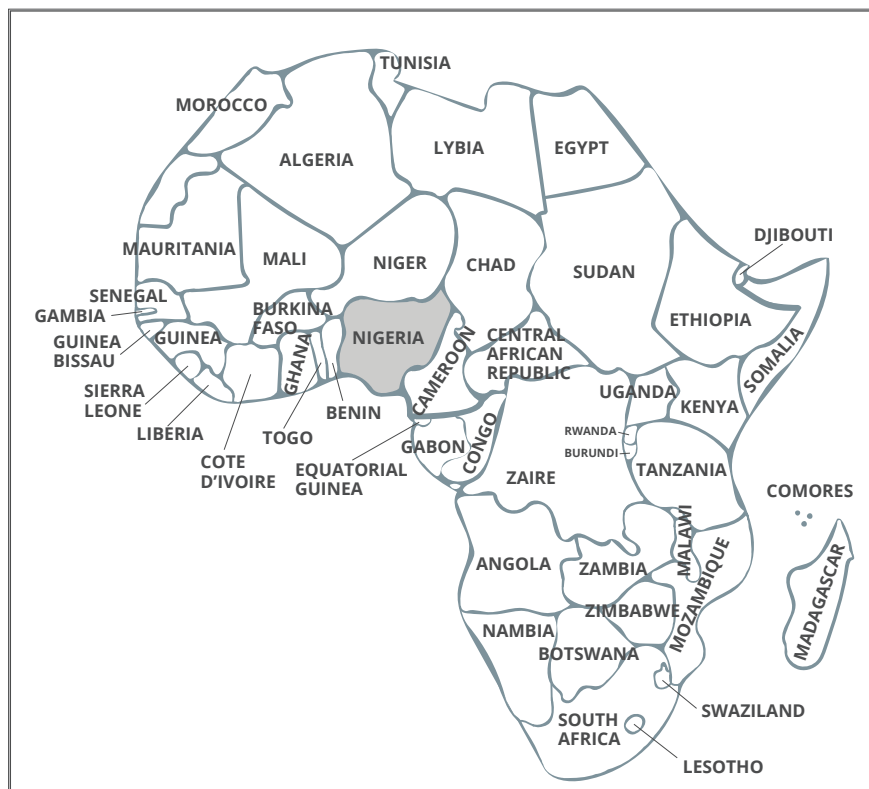 TUNISIA
MOROCCO
ALGERIA
LYBIA
EGYPT
MAURITANIA
MALI
NIGER
CHAD
SUDAN
DJIBOUTI
SENEGAL
GAMBIA
GUINEA
BISSAU
GUINEA
BURKINA
FASO
NIGERIA
ETHIOPIA
SOMALIA
SIERRA
LEONE
LIBERIA
COTE
D'IVOIRE
GHANA
TOGO
BENIN
CAMEROON
CENTRAL
AFRICAN
REPUBLIC
EQUATORIAL
GUINEA
GABON
CONGO
UGANDA
KENYA
RWANDA
BURUNDI
ZAIRE
TANZANIA
COMORES
ANGOLA
ZAMBIA
MALAWI
MOZAMBIQUE
MADAGASCAR
ZIMBABWE
NAMBIA
BOTSWANA
SWAZILAND
SOUTH
AFRICA
LESOTHO